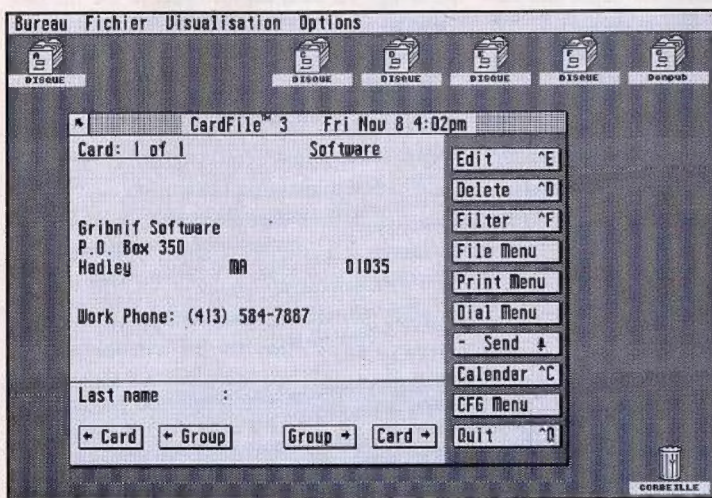 Bureau Fichier Visualisation Options
A C D E F G
DISQUE DISQUE DISQUE DISQUE DISQUE Donpub
CardFile™ 3 Fri Nov 8 4:02pm
Card: 1 of 1 Software
Gribnif Software
P.O. Box 350
Hadley MA 01035
Work Phone: (413) 584-7887
Last name :
← Card ← Group Group → Card →
Edit ^E
Delete ^D
Filter ^F
File Menu
Print Menu
Dial Menu
- Send
Calendar ^C
CFG Menu
Quit ^Q
CORBEILLE